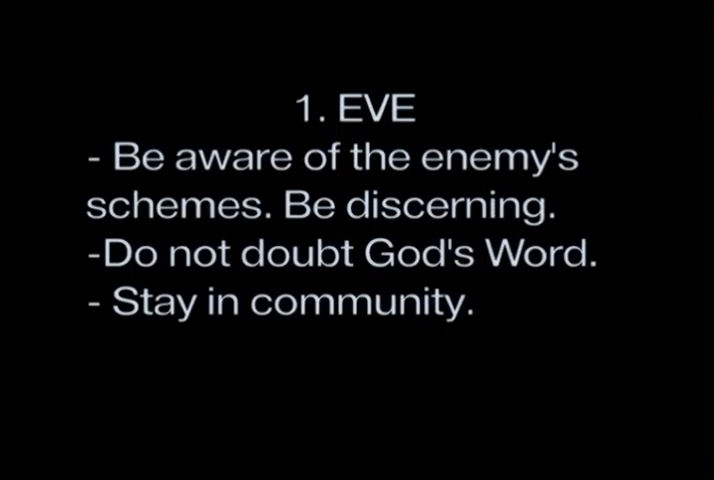 1. EVE
- Be aware of the enemy's
schemes. Be discerning.
-Do not doubt God's Word.
- Stay in community.